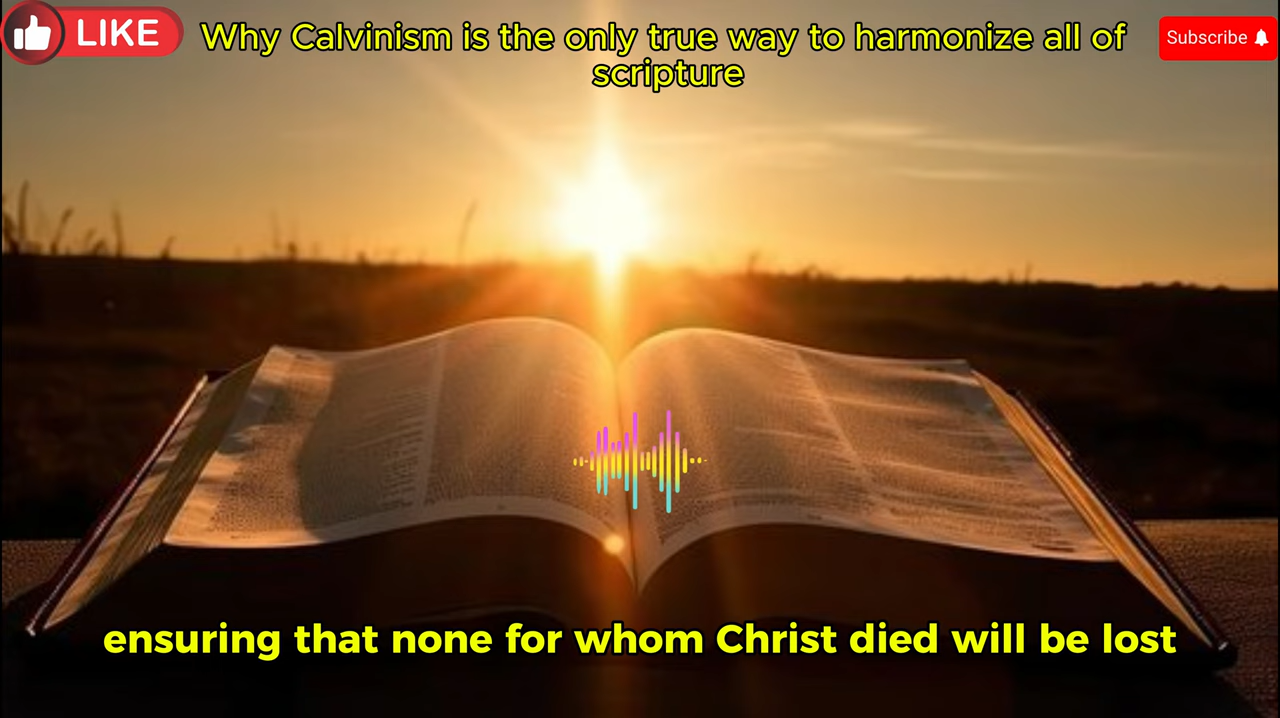 LIKE
Why Calvinism is the only true way to harmonize all of
scripture
Subscribe
ensuring that none for whom Christ died will be lost